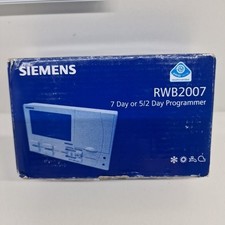 SIEMENS
RWB2007
7 Day or 5/2 Day Programmer